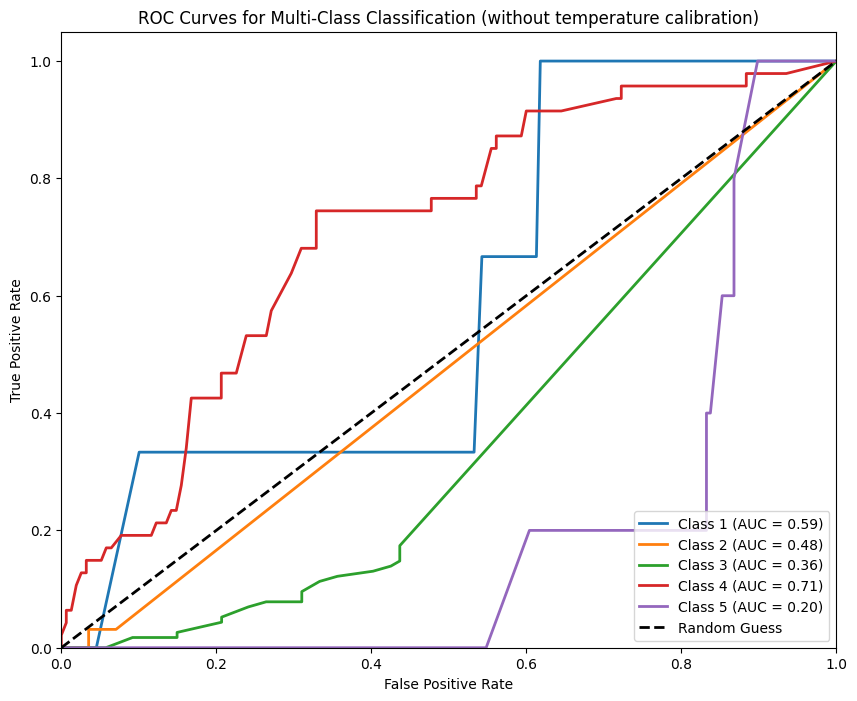 ROC Curves for Multi-Class Classification (without temperature calibration)
True Positive Rate
1.0
0.8
0.6
0.4
0.2
0.0
0.0 0.2 0.4 0.6 0.8 1.0
False Positive Rate
Class 1 (AUC = 0.59)
Class 2 (AUC = 0.48)
Class 3 (AUC = 0.36)
Class 4 (AUC = 0.71)
Class 5 (AUC = 0.20)
Random Guess